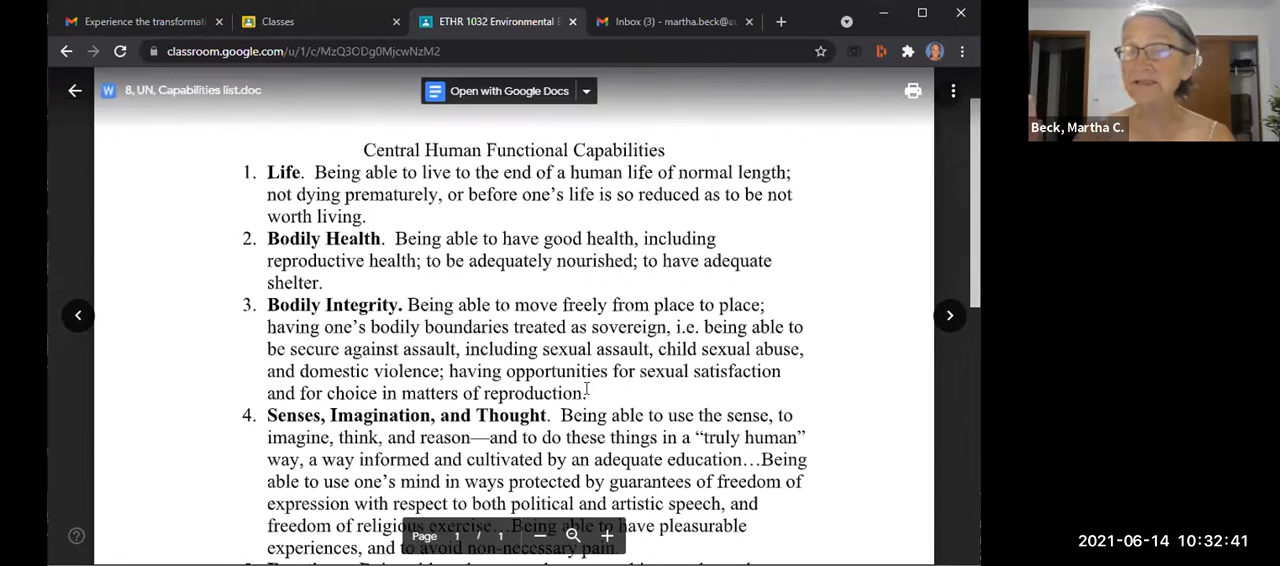 Experience the transformati
Classes
ETHR 1032 Environmental E
Inbox (3) - martha.beck@
classroom.google.com/u/1/c/MzQ3ODg0MjcwNzM2
W 8, UN, Capabilities list.doc
Open with Google Docs
Beck, Martha C.
Central Human Functional Capabilities
1. Life. Being able to live to the end of a human life of normal length;
not dying prematurely, or before one's life is so reduced as to be not
worth living.
2. Bodily Health. Being able to have good health, including
reproductive health; to be adequately nourished; to have adequate
shelter.
3. Bodily Integrity. Being able to move freely from place to place;
having one's bodily boundaries treated as sovereign, i.e. being able to
be secure against assault, including sexual assault, child sexual abuse,
and domestic violence; having opportunities for sexual satisfaction
and for choice in matters of reproduction.
4. Senses, Imagination, and Thought. Being able to use the sense, to
imagine, think, and reason—and to do these things in a “truly human”
way, a way informed and cultivated by an adequate education…Being
able to use one's mind in ways protected by guarantees of freedom of
expression with respect to both political and artistic speech, and
freedom of religious exercise…Being able to have pleasurable
experiences, and to avoid non-necessary pain.
Page 1 / 1
2021-06-14 10:32:41